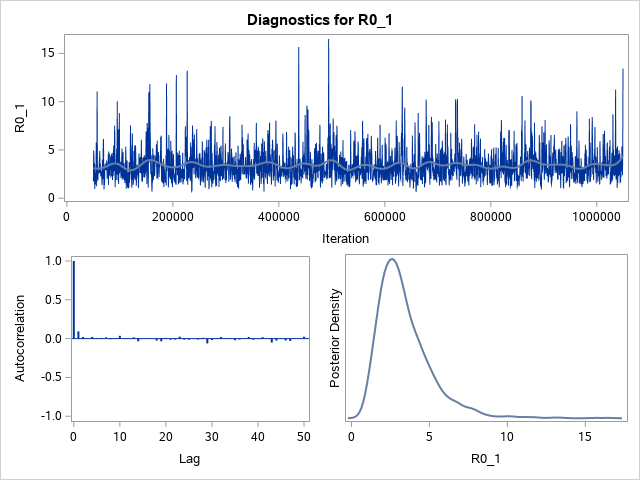 Diagnostics for R0_1
R0_1
15
10
5
0
0 200000 400000 600000 800000 1000000
Iteration
Autocorrelation
1.0
0.5
0.0
-0.5
-1.0
0 10 20 30 40 50
Lag
Posterior Density
0 5 10 15
R0_1